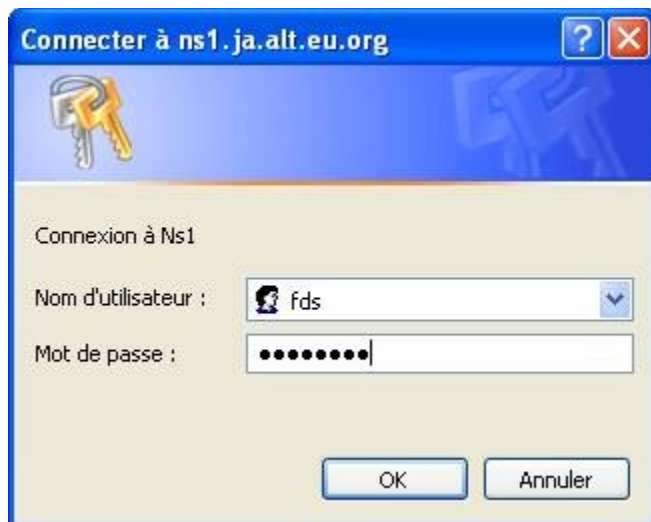 Connecter à ns1.ja.alt.eu.org
?
Connexion à Ns1
Nom d'utilisateur :
fds
Mot de passe :
●●●●●●●●
OK
Annuler